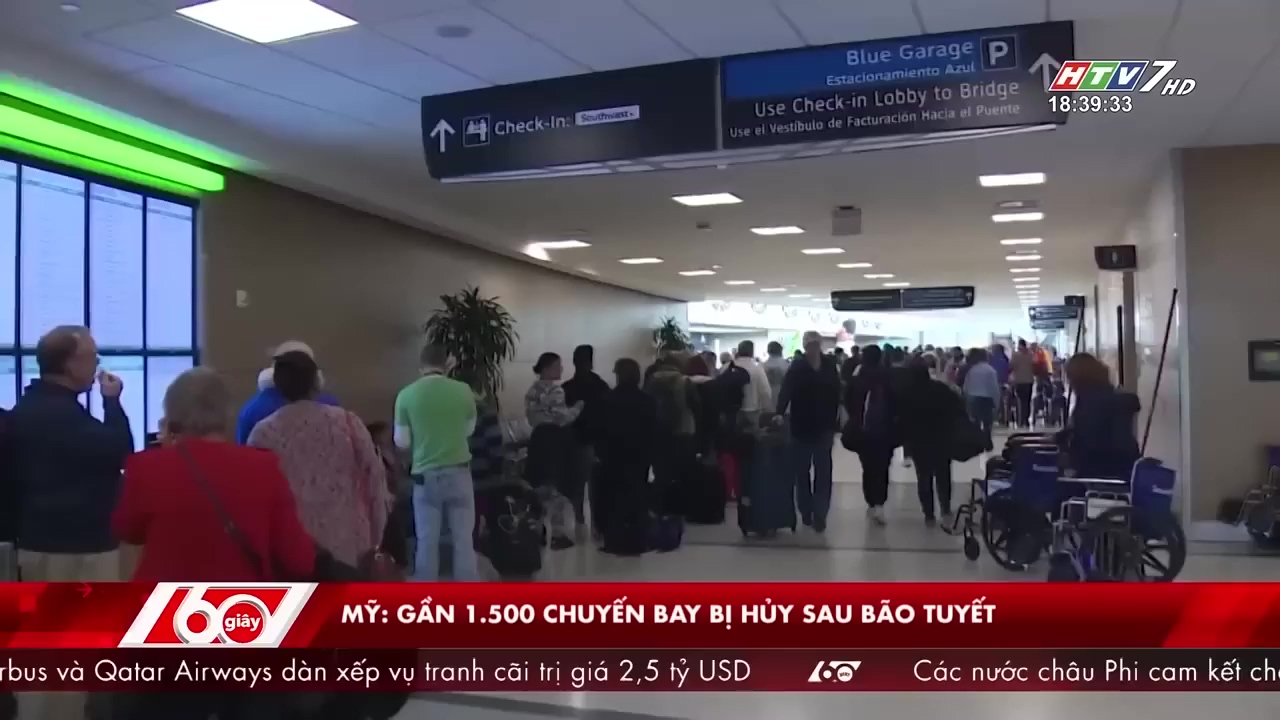 Blue Garage P
Estacionamiento Azul
HTV7 HD
Check-In: Southwest
Use Check-in Lobby to Bridge
18:39:33
Use el Vestíbulo de Facturación Hacia el Puente
60 giây
MỸ: GẦN 1.500 CHUYẾN BAY BỊ HỦY SAU BÃO TUYẾT
rbus và Qatar Airways dàn xếp vụ tranh cãi trị giá 2,5 tỷ USD 60 Các nước châu Phi cam kết ch